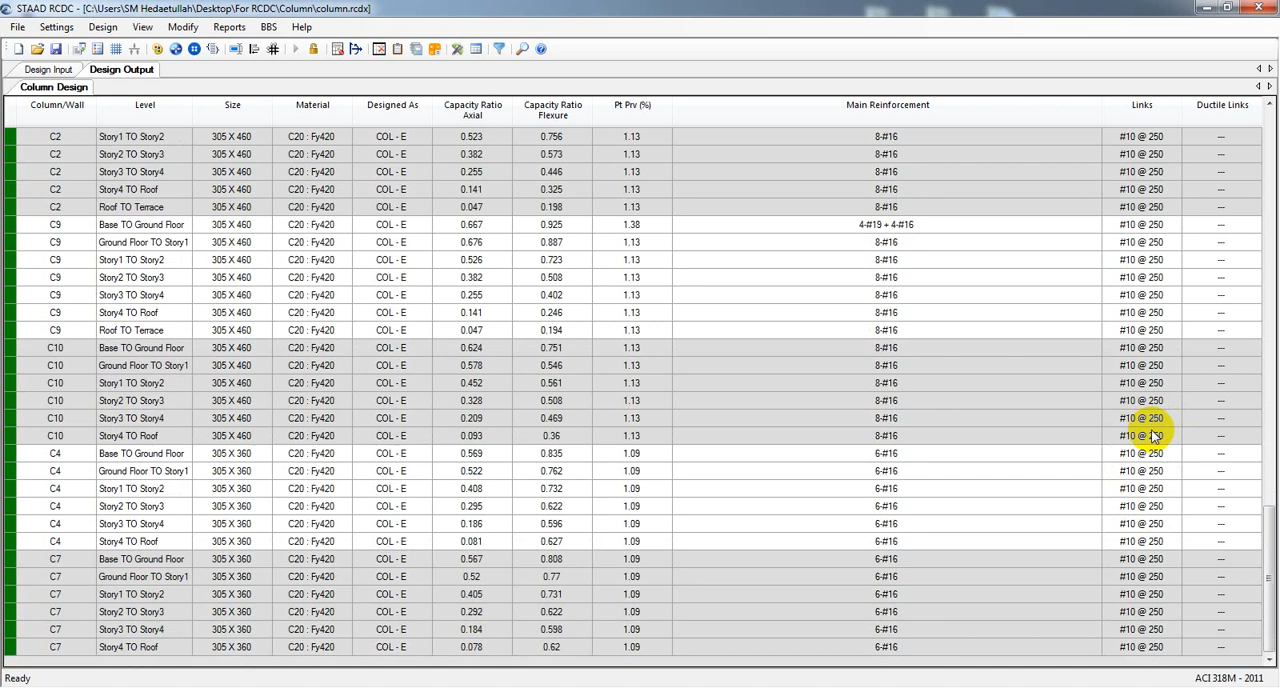 STAAD RCDC - [C:\Users\SM Hedaetullah\Desktop\For RCDC\Column\column.rcdx]
File Settings Design View Modify Reports BBS Help
Design Input Design Output
Column Design
Column/Wall Level Size Material Designed As Capacity Ratio Axial Capacity Ratio Flexure Pt Prv (%) Main Reinforcement Links Ductile Links
C2 Story1 TO Story2 305 X 460 C20 : Fy420 COL - E 0.523 0.756 1.13 8-#16 #10 @ 250 ---
C2 Story2 TO Story3 305 X 460 C20 : Fy420 COL - E 0.382 0.573 1.13 8-#16 #10 @ 250 ---
C2 Story3 TO Story4 305 X 460 C20 : Fy420 COL - E 0.255 0.446 1.13 8-#16 #10 @ 250 ---
C2 Story4 TO Roof 305 X 460 C20 : Fy420 COL - E 0.141 0.325 1.13 8-#16 #10 @ 250 ---
C2 Roof TO Terrace 305 X 460 C20 : Fy420 COL - E 0.047 0.198 1.13 8-#16 #10 @ 250 ---
C9 Base TO Ground Floor 305 X 460 C20 : Fy420 COL - E 0.667 0.925 1.38 4-#19 + 4-#16 #10 @ 250 ---
C9 Ground Floor TO Story1 305 X 460 C20 : Fy420 COL - E 0.676 0.887 1.13 8-#16 #10 @ 250 ---
C9 Story1 TO Story2 305 X 460 C20 : Fy420 COL - E 0.526 0.723 1.13 8-#16 #10 @ 250 ---
C9 Story2 TO Story3 305 X 460 C20 : Fy420 COL - E 0.382 0.508 1.13 8-#16 #10 @ 250 ---
C9 Story3 TO Story4 305 X 460 C20 : Fy420 COL - E 0.255 0.402 1.13 8-#16 #10 @ 250 ---
C9 Story4 TO Roof 305 X 460 C20 : Fy420 COL - E 0.141 0.246 1.13 8-#16 #10 @ 250 ---
C9 Roof TO Terrace 305 X 460 C20 : Fy420 COL - E 0.047 0.194 1.13 8-#16 #10 @ 250 ---
C10 Base TO Ground Floor 305 X 460 C20 : Fy420 COL - E 0.624 0.751 1.13 8-#16 #10 @ 250 ---
C10 Ground Floor TO Story1 305 X 460 C20 : Fy420 COL - E 0.578 0.546 1.13 8-#16 #10 @ 250 ---
C10 Story1 TO Story2 305 X 460 C20 : Fy420 COL - E 0.452 0.561 1.13 8-#16 #10 @ 250 ---
C10 Story2 TO Story3 305 X 460 C20 : Fy420 COL - E 0.328 0.508 1.13 8-#16 #10 @ 250 ---
C10 Story3 TO Story4 305 X 460 C20 : Fy420 COL - E 0.209 0.469 1.13 8-#16 #10 @ 250 ---
C10 Story4 TO Roof 305 X 460 C20 : Fy420 COL - E 0.093 0.36 1.13 8-#16 #10 @ 250 ---
C4 Base TO Ground Floor 305 X 360 C20 : Fy420 COL - E 0.569 0.835 1.09 6-#16 #10 @ 250 ---
C4 Ground Floor TO Story1 305 X 360 C20 : Fy420 COL - E 0.522 0.762 1.09 6-#16 #10 @ 250 ---
C4 Story1 TO Story2 305 X 360 C20 : Fy420 COL - E 0.408 0.732 1.09 6-#16 #10 @ 250 ---
C4 Story2 TO Story3 305 X 360 C20 : Fy420 COL - E 0.295 0.622 1.09 6-#16 #10 @ 250 ---
C4 Story3 TO Story4 305 X 360 C20 : Fy420 COL - E 0.186 0.596 1.09 6-#16 #10 @ 250 ---
C4 Story4 TO Roof 305 X 360 C20 : Fy420 COL - E 0.081 0.627 1.09 6-#16 #10 @ 250 ---
C7 Base TO Ground Floor 305 X 360 C20 : Fy420 COL - E 0.567 0.808 1.09 6-#16 #10 @ 250 ---
C7 Ground Floor TO Story1 305 X 360 C20 : Fy420 COL - E 0.52 0.77 1.09 6-#16 #10 @ 250 ---
C7 Story1 TO Story2 305 X 360 C20 : Fy420 COL - E 0.405 0.731 1.09 6-#16 #10 @ 250 ---
C7 Story2 TO Story3 305 X 360 C20 : Fy420 COL - E 0.292 0.622 1.09 6-#16 #10 @ 250 ---
C7 Story3 TO Story4 305 X 360 C20 : Fy420 COL - E 0.184 0.598 1.09 6-#16 #10 @ 250 ---
C7 Story4 TO Roof 305 X 360 C20 : Fy420 COL - E 0.078 0.62 1.09 6-#16 #10 @ 250 ---
Ready ACI 318M - 2011